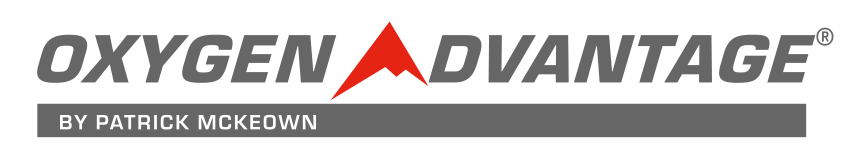 OXYGEN ADVANTAGE®
BY PATRICK MCKEOWN